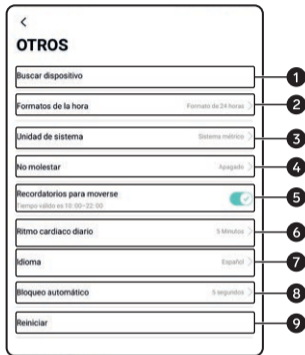 OTROS
Buscar dispositivo 1
Formatos de la hora Formato de 24 horas 2
Unidad de sistema Sistema métrico 3
No molestar Apagado 4
Recordatorios para moverse 5
Tiempo válido es 10:00-22:00
Ritmo cardiaco diario 5 Minutos 6
Idioma Español 7
Bloqueo automático 5 segundos 8
Reiniciar 9